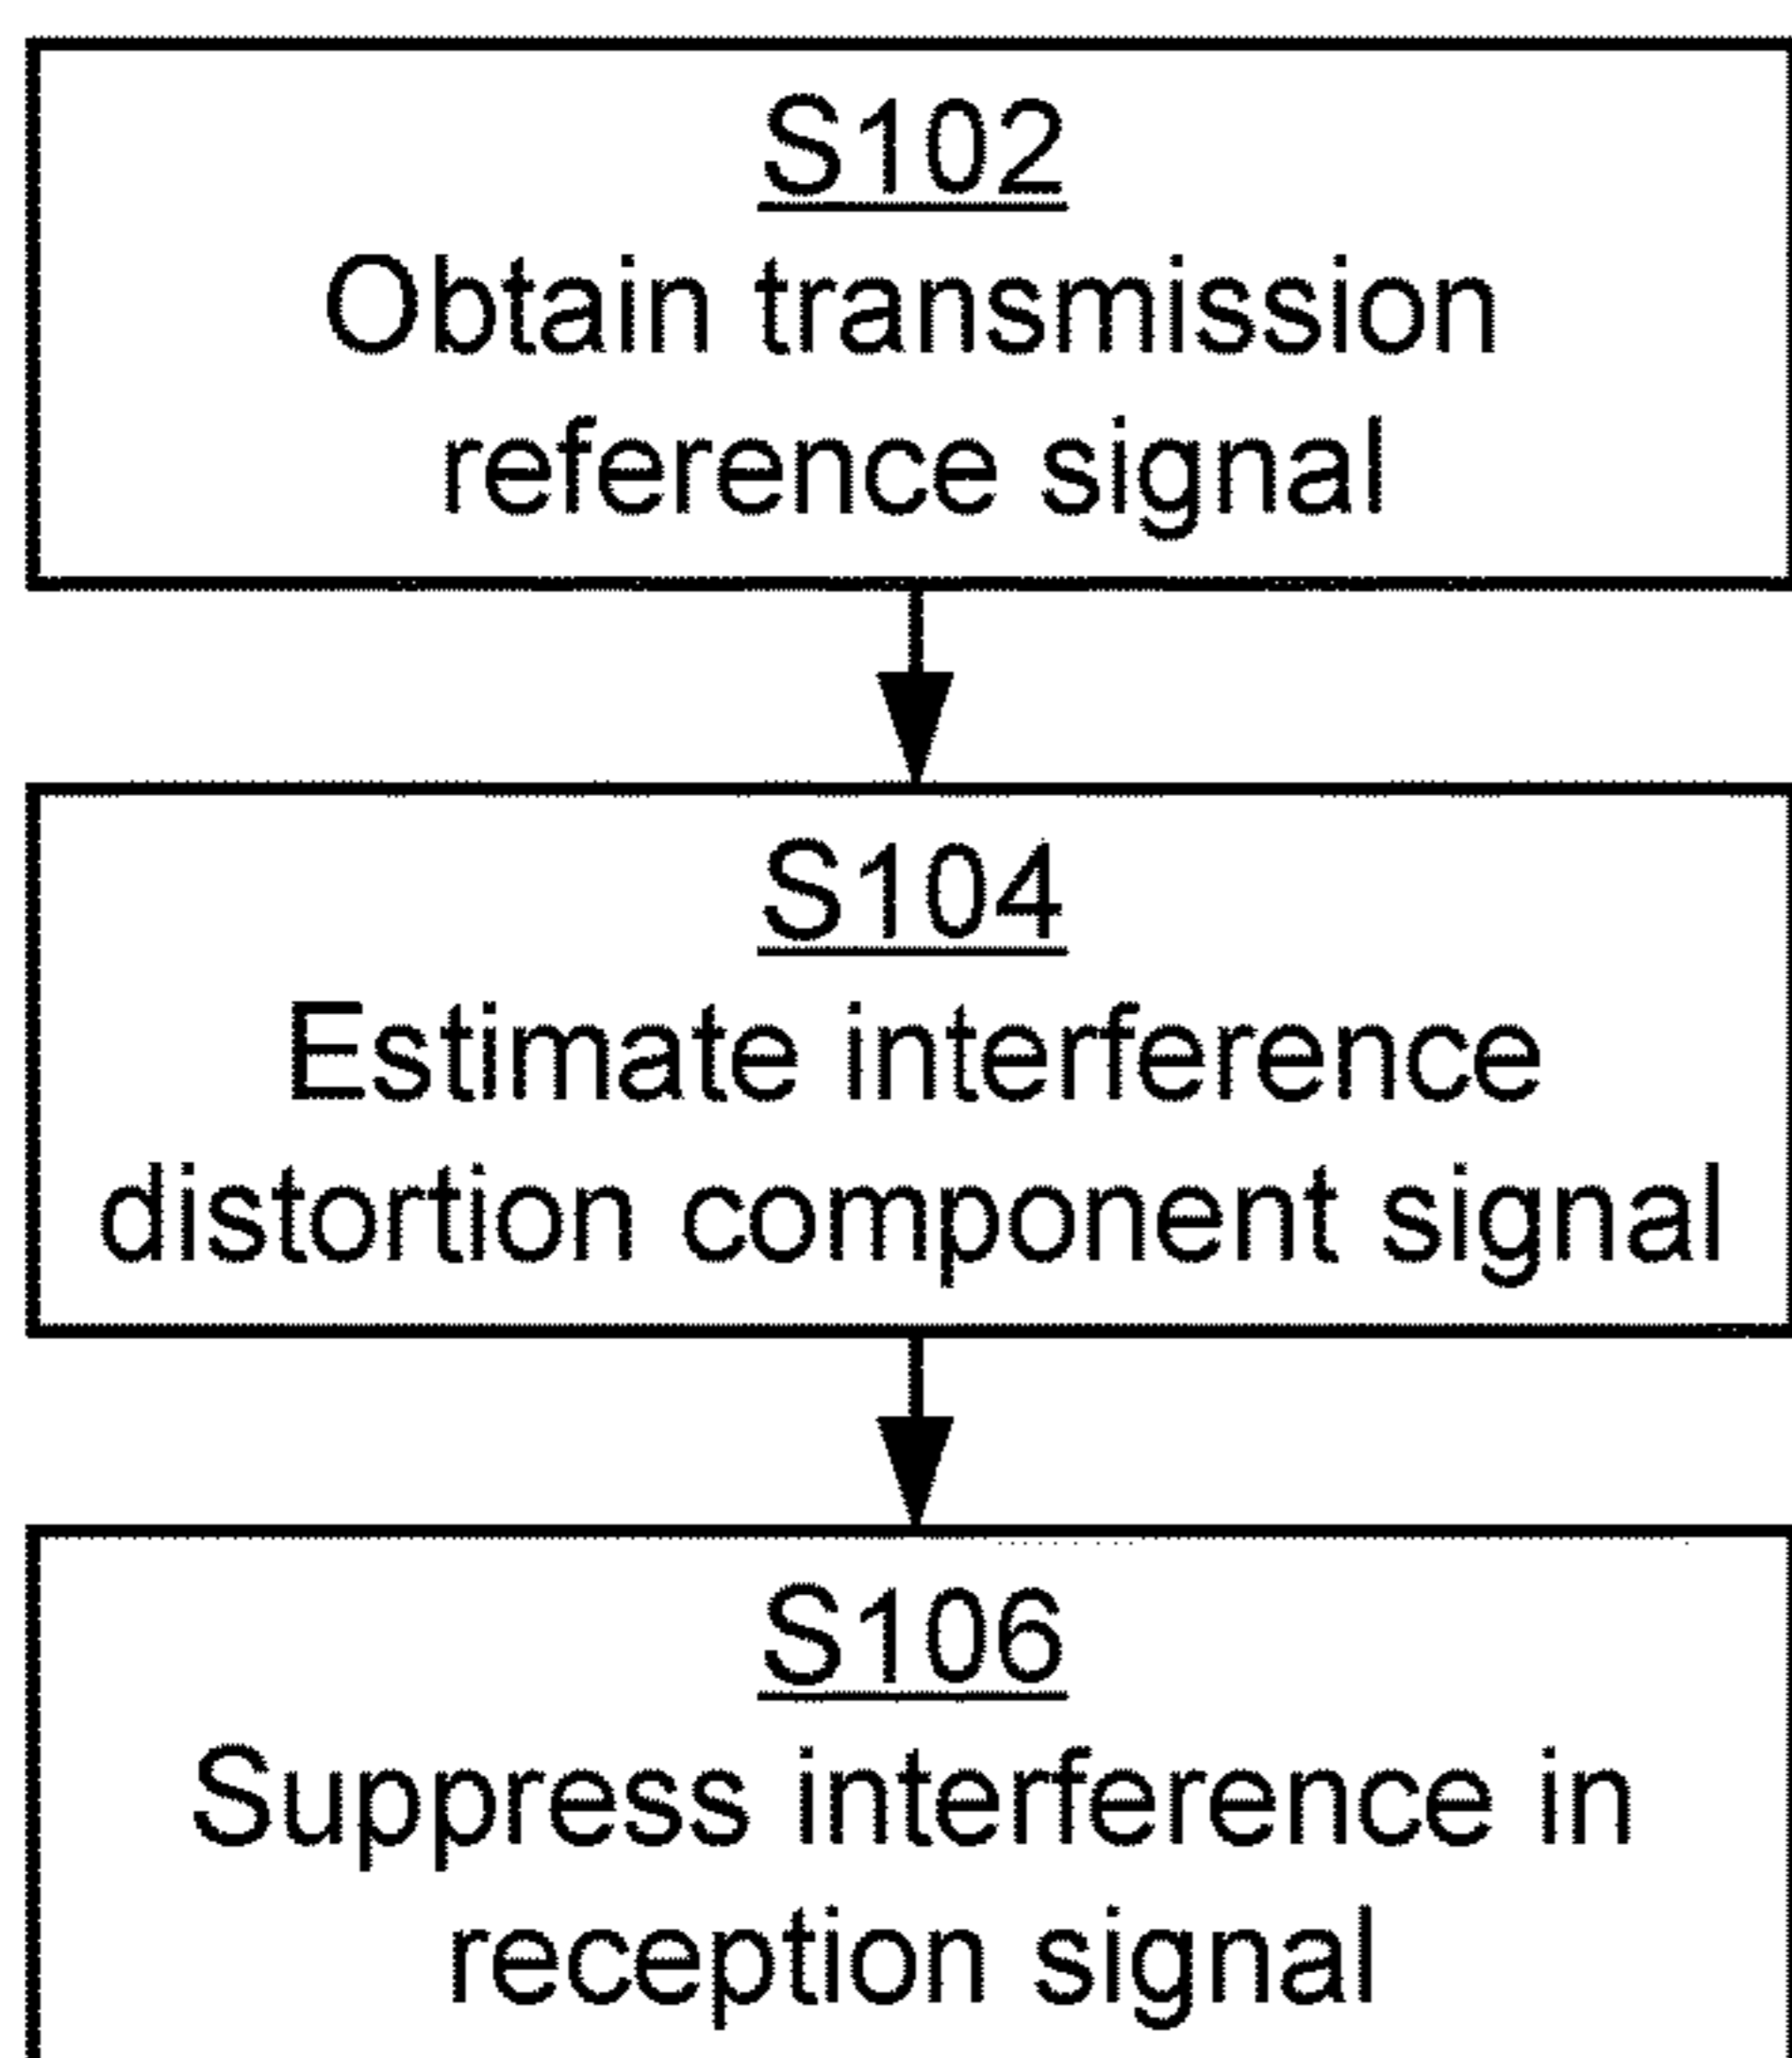 S102
Obtain transmission
reference signal
S104
Estimate interference
distortion component signal
S106
Suppress interference in
reception signal